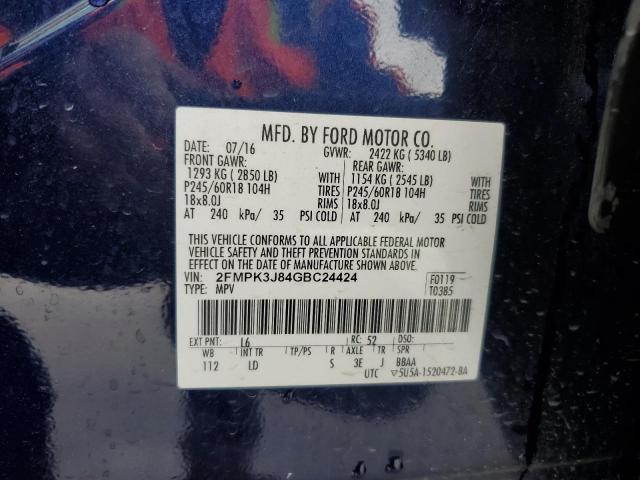 MFD. BY FORD MOTOR CO.
DATE: 07/16 GVWR: 2422 KG ( 5340 LB)
FRONT GAWR: REAR GAWR:
1293 KG ( 2850 LB) WITH 1154 KG ( 2545 LB) WITH
P245/60R18 104H TIRES P245/60R18 104H TIRES
18x8.0J RIMS 18x8.0J RIMS
AT 240 kPa/ 35 PSI COLD AT 240 kPa/ 35 PSI COLD
THIS VEHICLE CONFORMS TO ALL APPLICABLE FEDERAL MOTOR
VEHICLE SAFETY AND THEFT PREVENTION STANDARDS IN
EFFECT ON THE DATE OF MANUFACTURE SHOWN ABOVE.
VIN: 2FMPK3J84GBC24424 F0119
TYPE: MPV T0385
EXT PNT: L6 RC: 52 DSO:
WB INT TR TP/PS R AXLE TR SPR
112 LD S 3E J BBAA
UTC ▽5U5A-1520472-BA